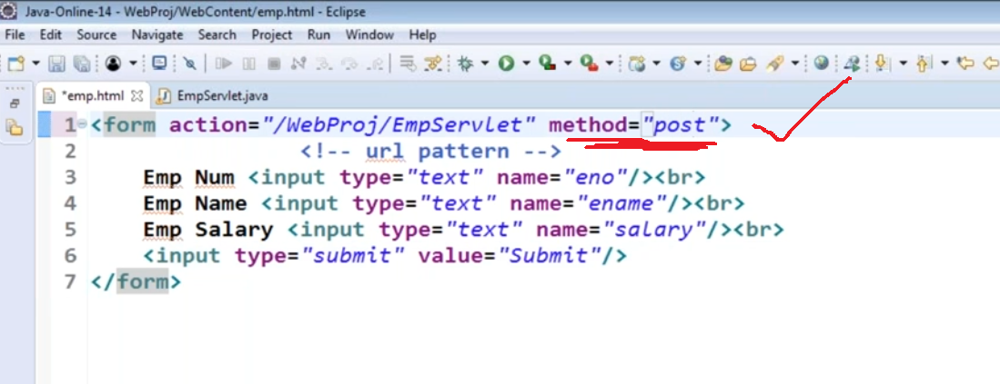 Java-Online-14 - WebProj/WebContent/emp.html - Eclipse
File Edit Source Navigate Search Project Run Window Help
*emp.html EmpServlet.java
1 <form action="/WebProj/EmpServlet" method="post">
2 <!-- url pattern -->
3 Emp Num <input type="text" name="eno"/><br>
4 Emp Name <input type="text" name="ename"/><br>
5 Emp Salary <input type="text" name="salary"/><br>
6 <input type="submit" value="Submit"/>
7 </form>